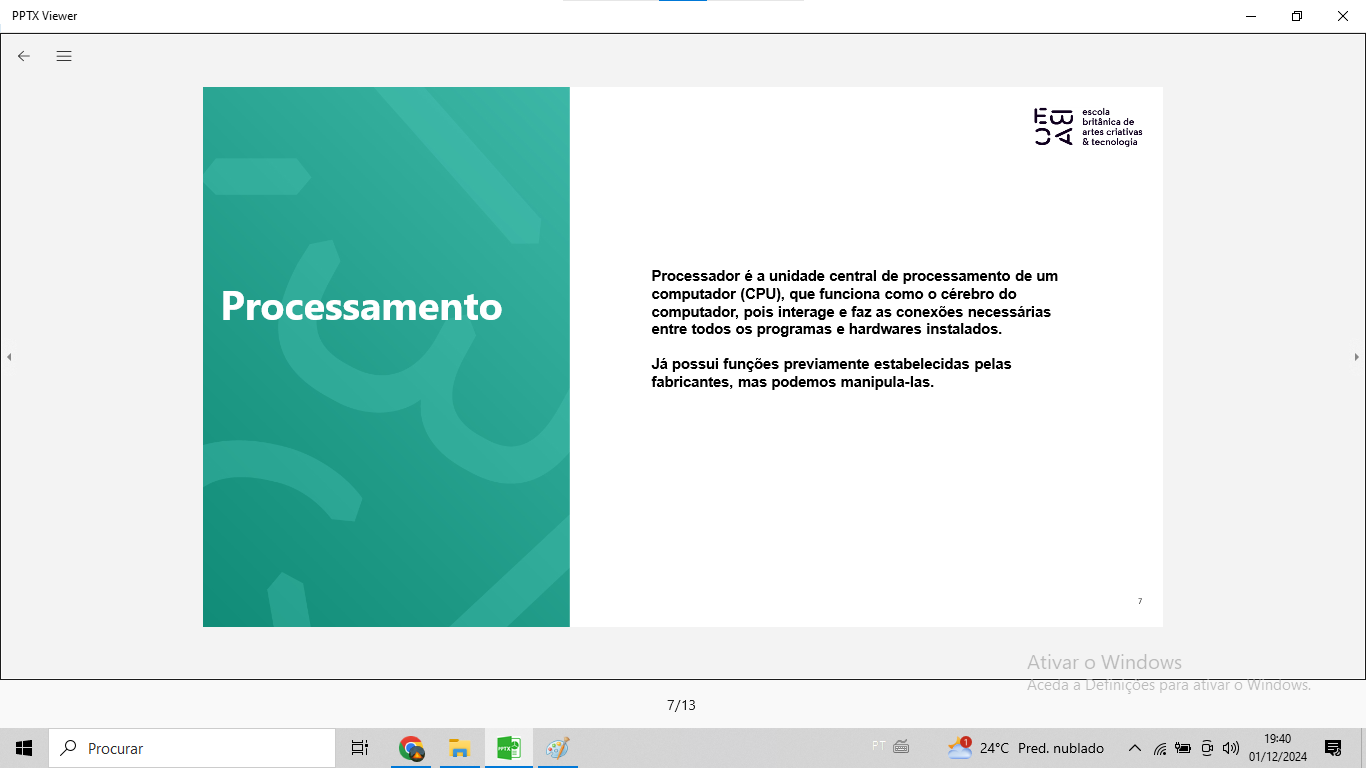 PPTX Viewer
escola
britânica de
artes criativas
& tecnologia
Processamento
Processador é a unidade central de processamento de um
computador (CPU), que funciona como o cérebro do
computador, pois interage e faz as conexões necessárias
entre todos os programas e hardwares instalados.
Já possui funções previamente estabelecidas pelas
fabricantes, mas podemos manipula-las.
7
Ativar o Windows
Aceda a Definições para ativar o Windows.
7/13
Procurar
PPTX
PT
1
24°C Pred. nublado
19:40
01/12/2024